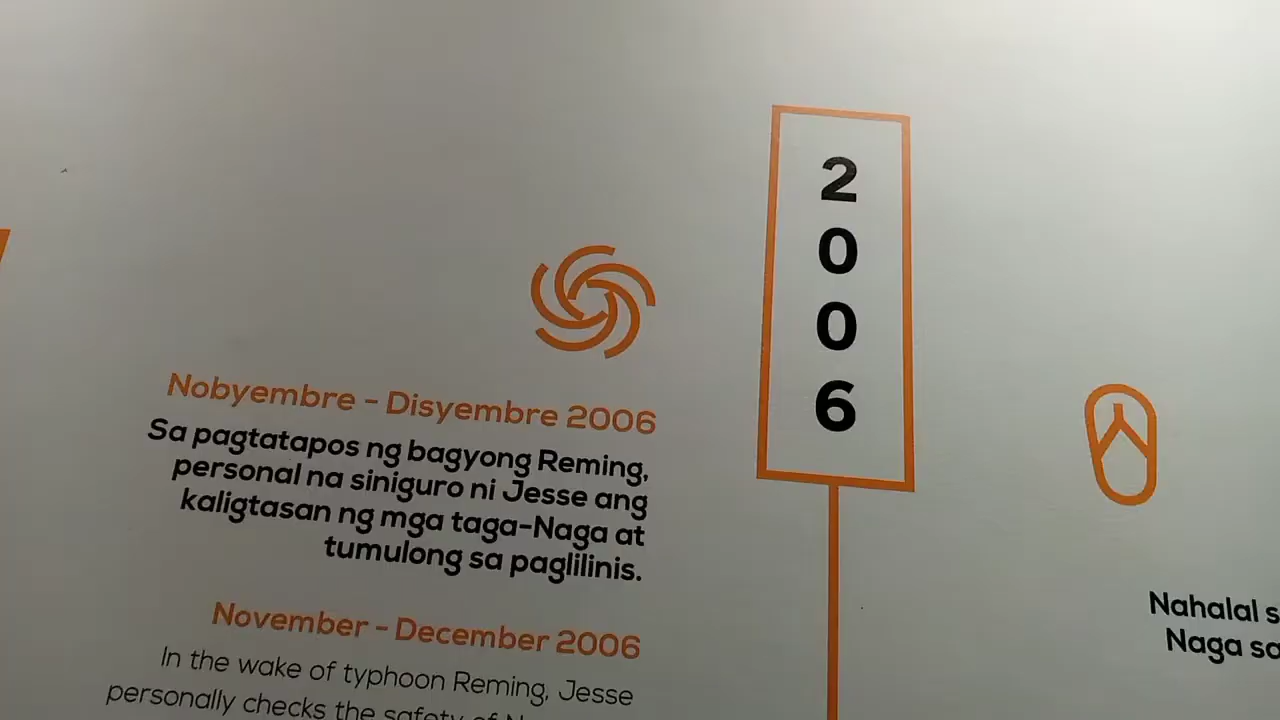 2
0
0
6
Nobyembre - Disyembre 2006
Sa pagtatapos ng bagyong Reming,
personal na siniguro ni Jesse ang
kaligtasan ng mga taga-Naga at
tumulong sa paglilinis.
November - December 2006
In the wake of typhoon Reming, Jesse
personally checks the safety of
Nahalal
Naga